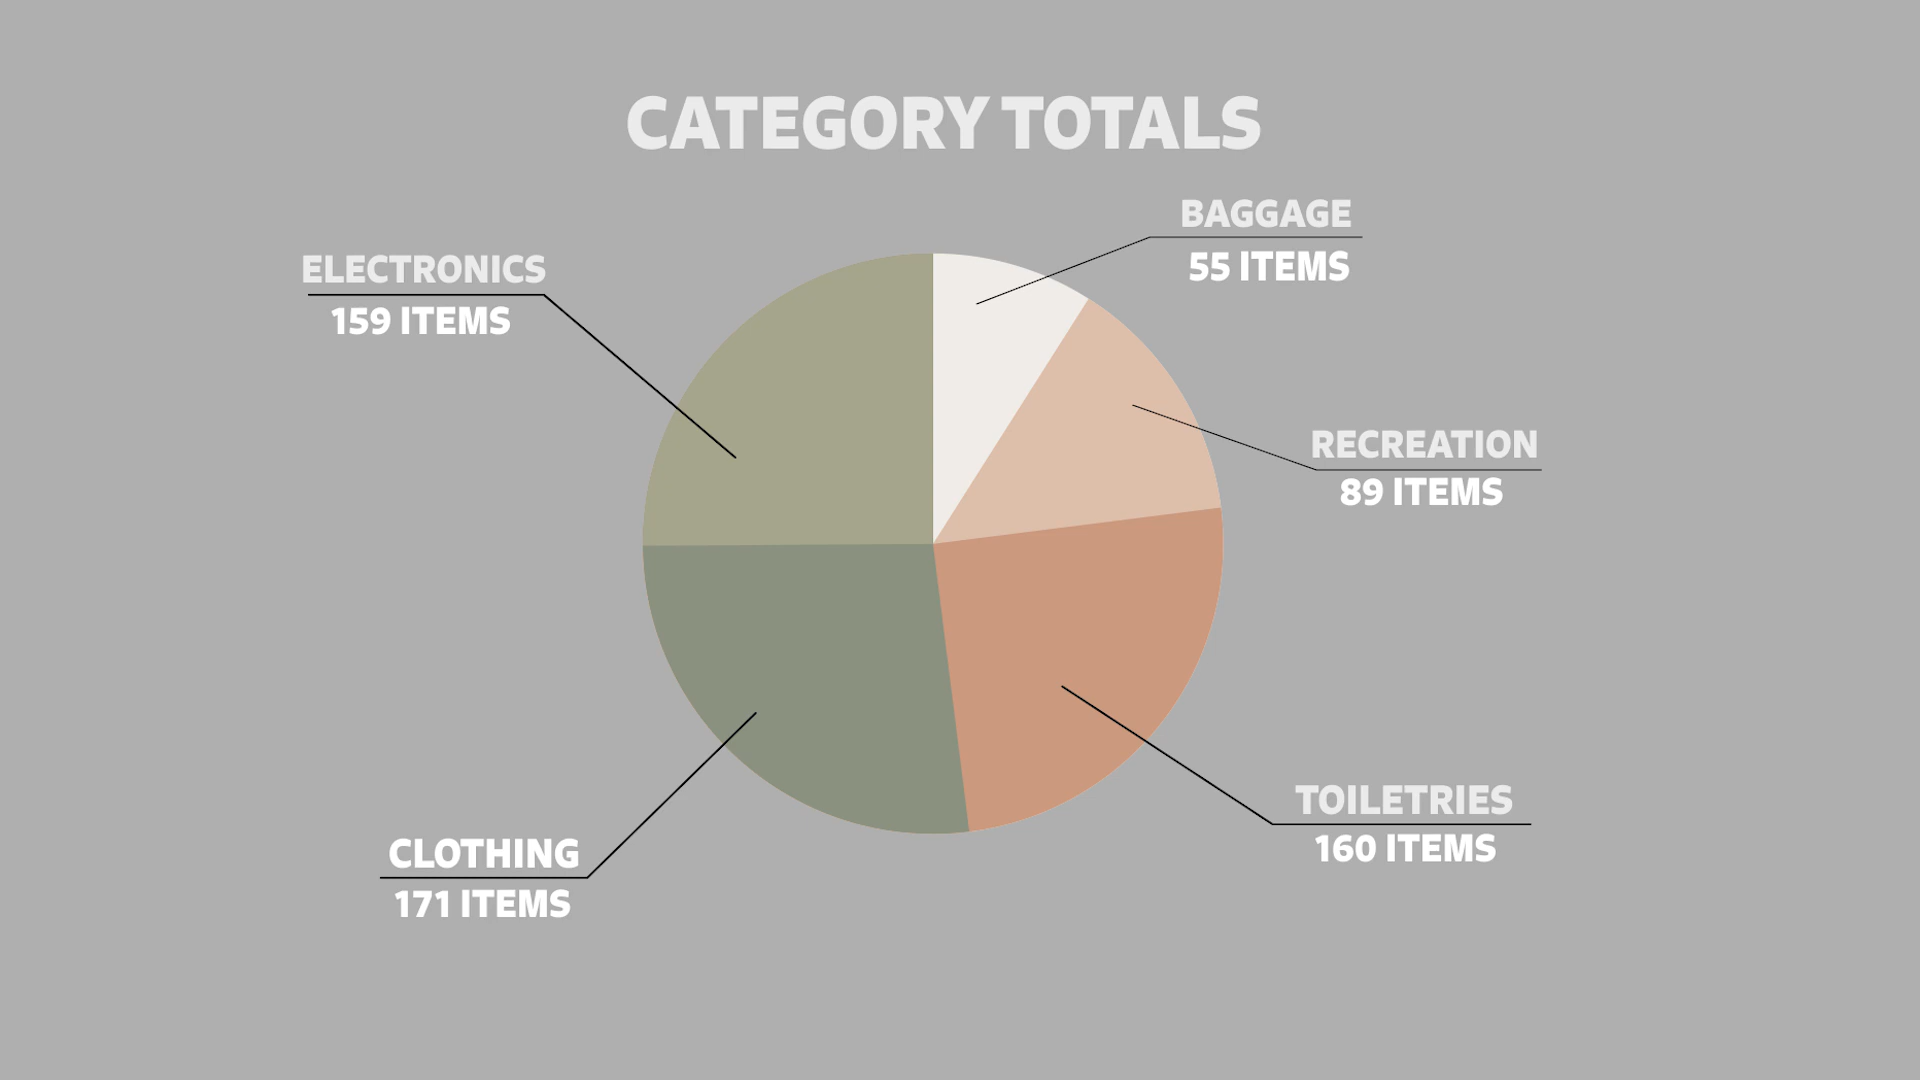 CATEGORY TOTALS
BAGGAGE
55 ITEMS
ELECTRONICS
159 ITEMS
RECREATION
89 ITEMS
TOILETRIES
160 ITEMS
CLOTHING
171 ITEMS